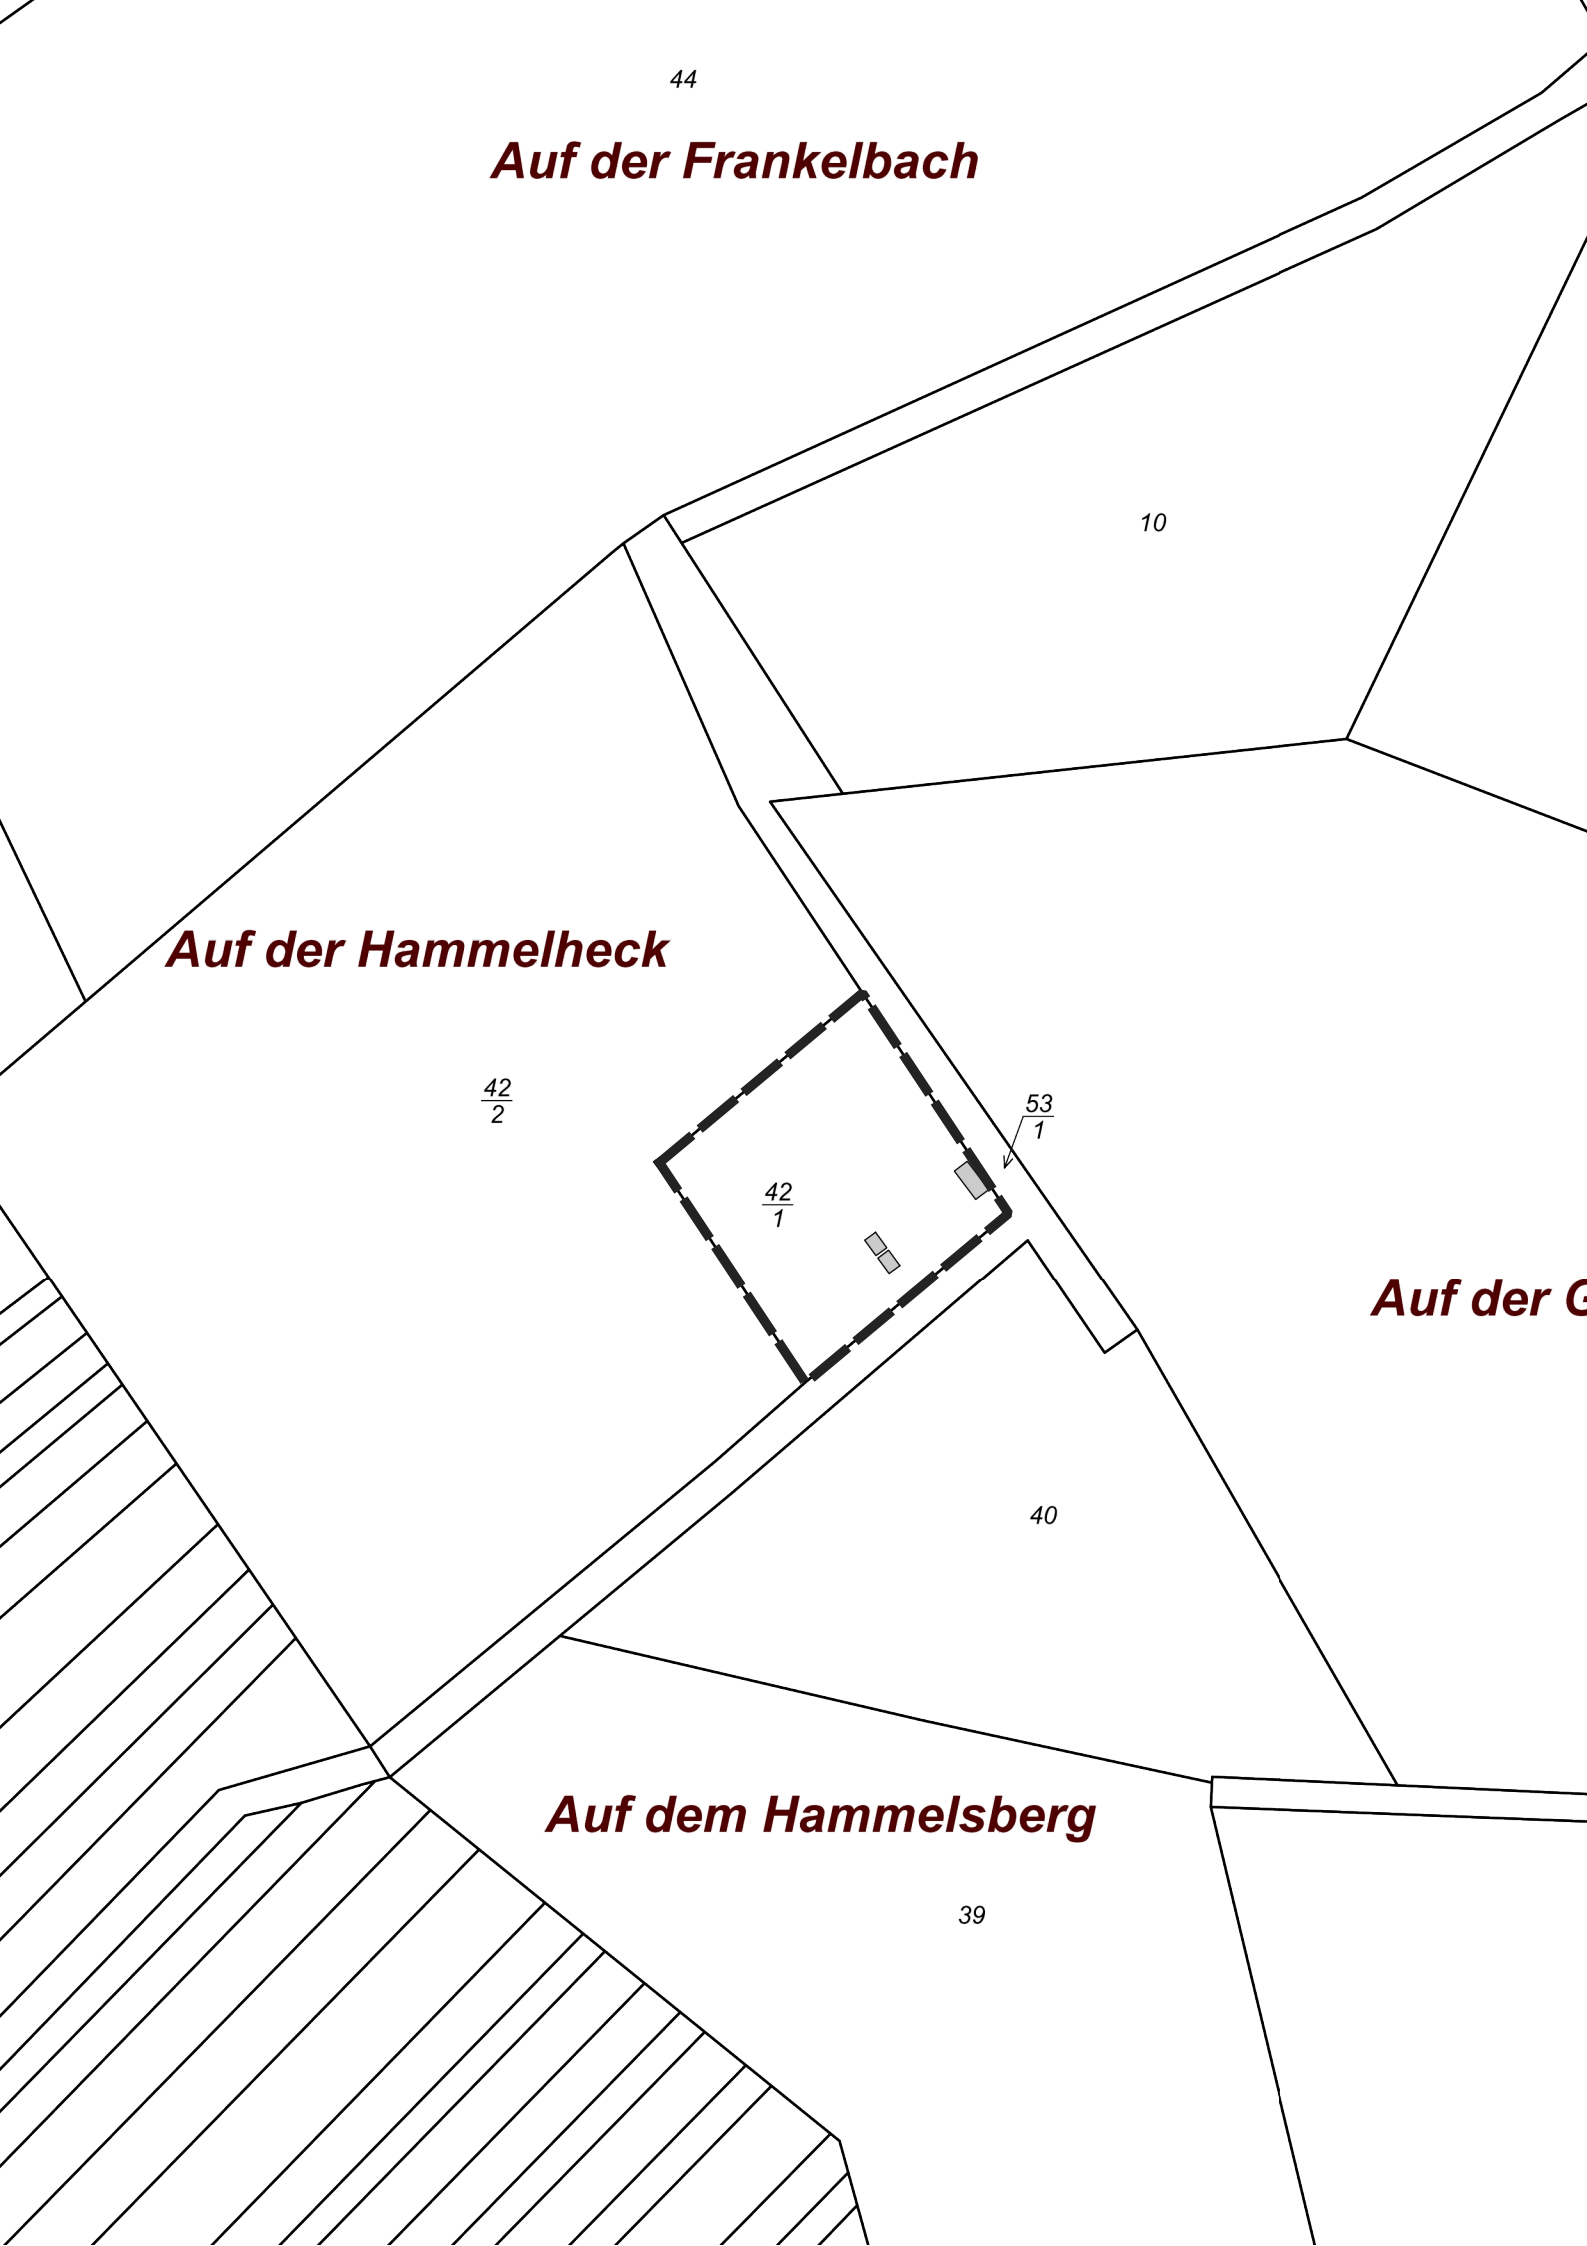 44
Auf der Frankelbach
10
Auf der Hammelheck
42
2
53
1
42
1
Auf der G
40
Auf dem Hammelsberg
39